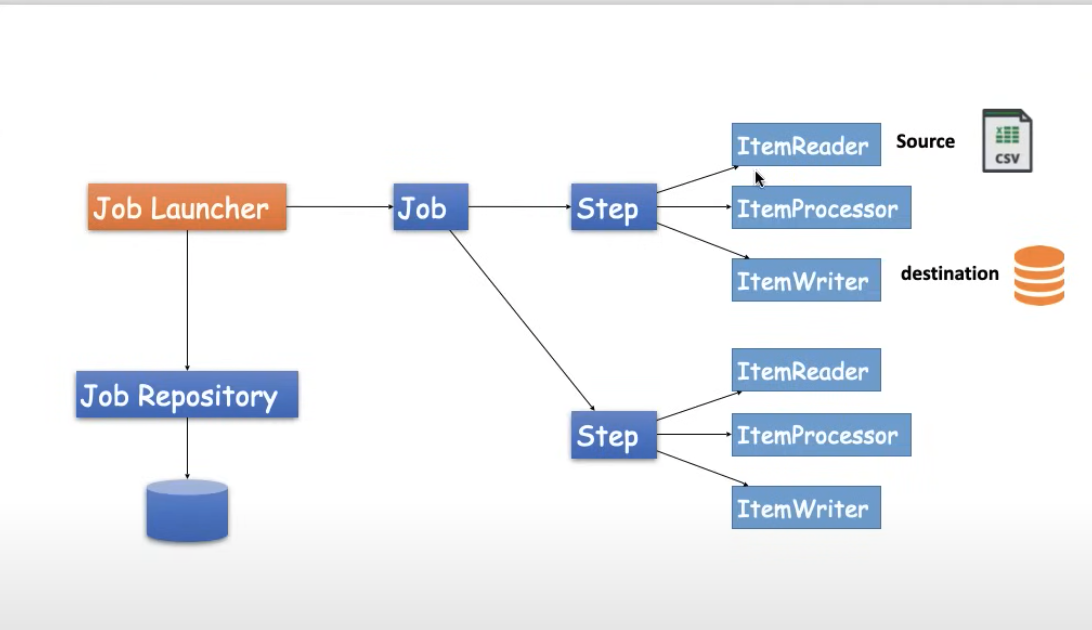 ItemReader
Source
CSV
Job Launcher
Job
Step
ItemProcessor
ItemWriter
destination
ItemReader
Job Repository
Step
ItemProcessor
ItemWriter